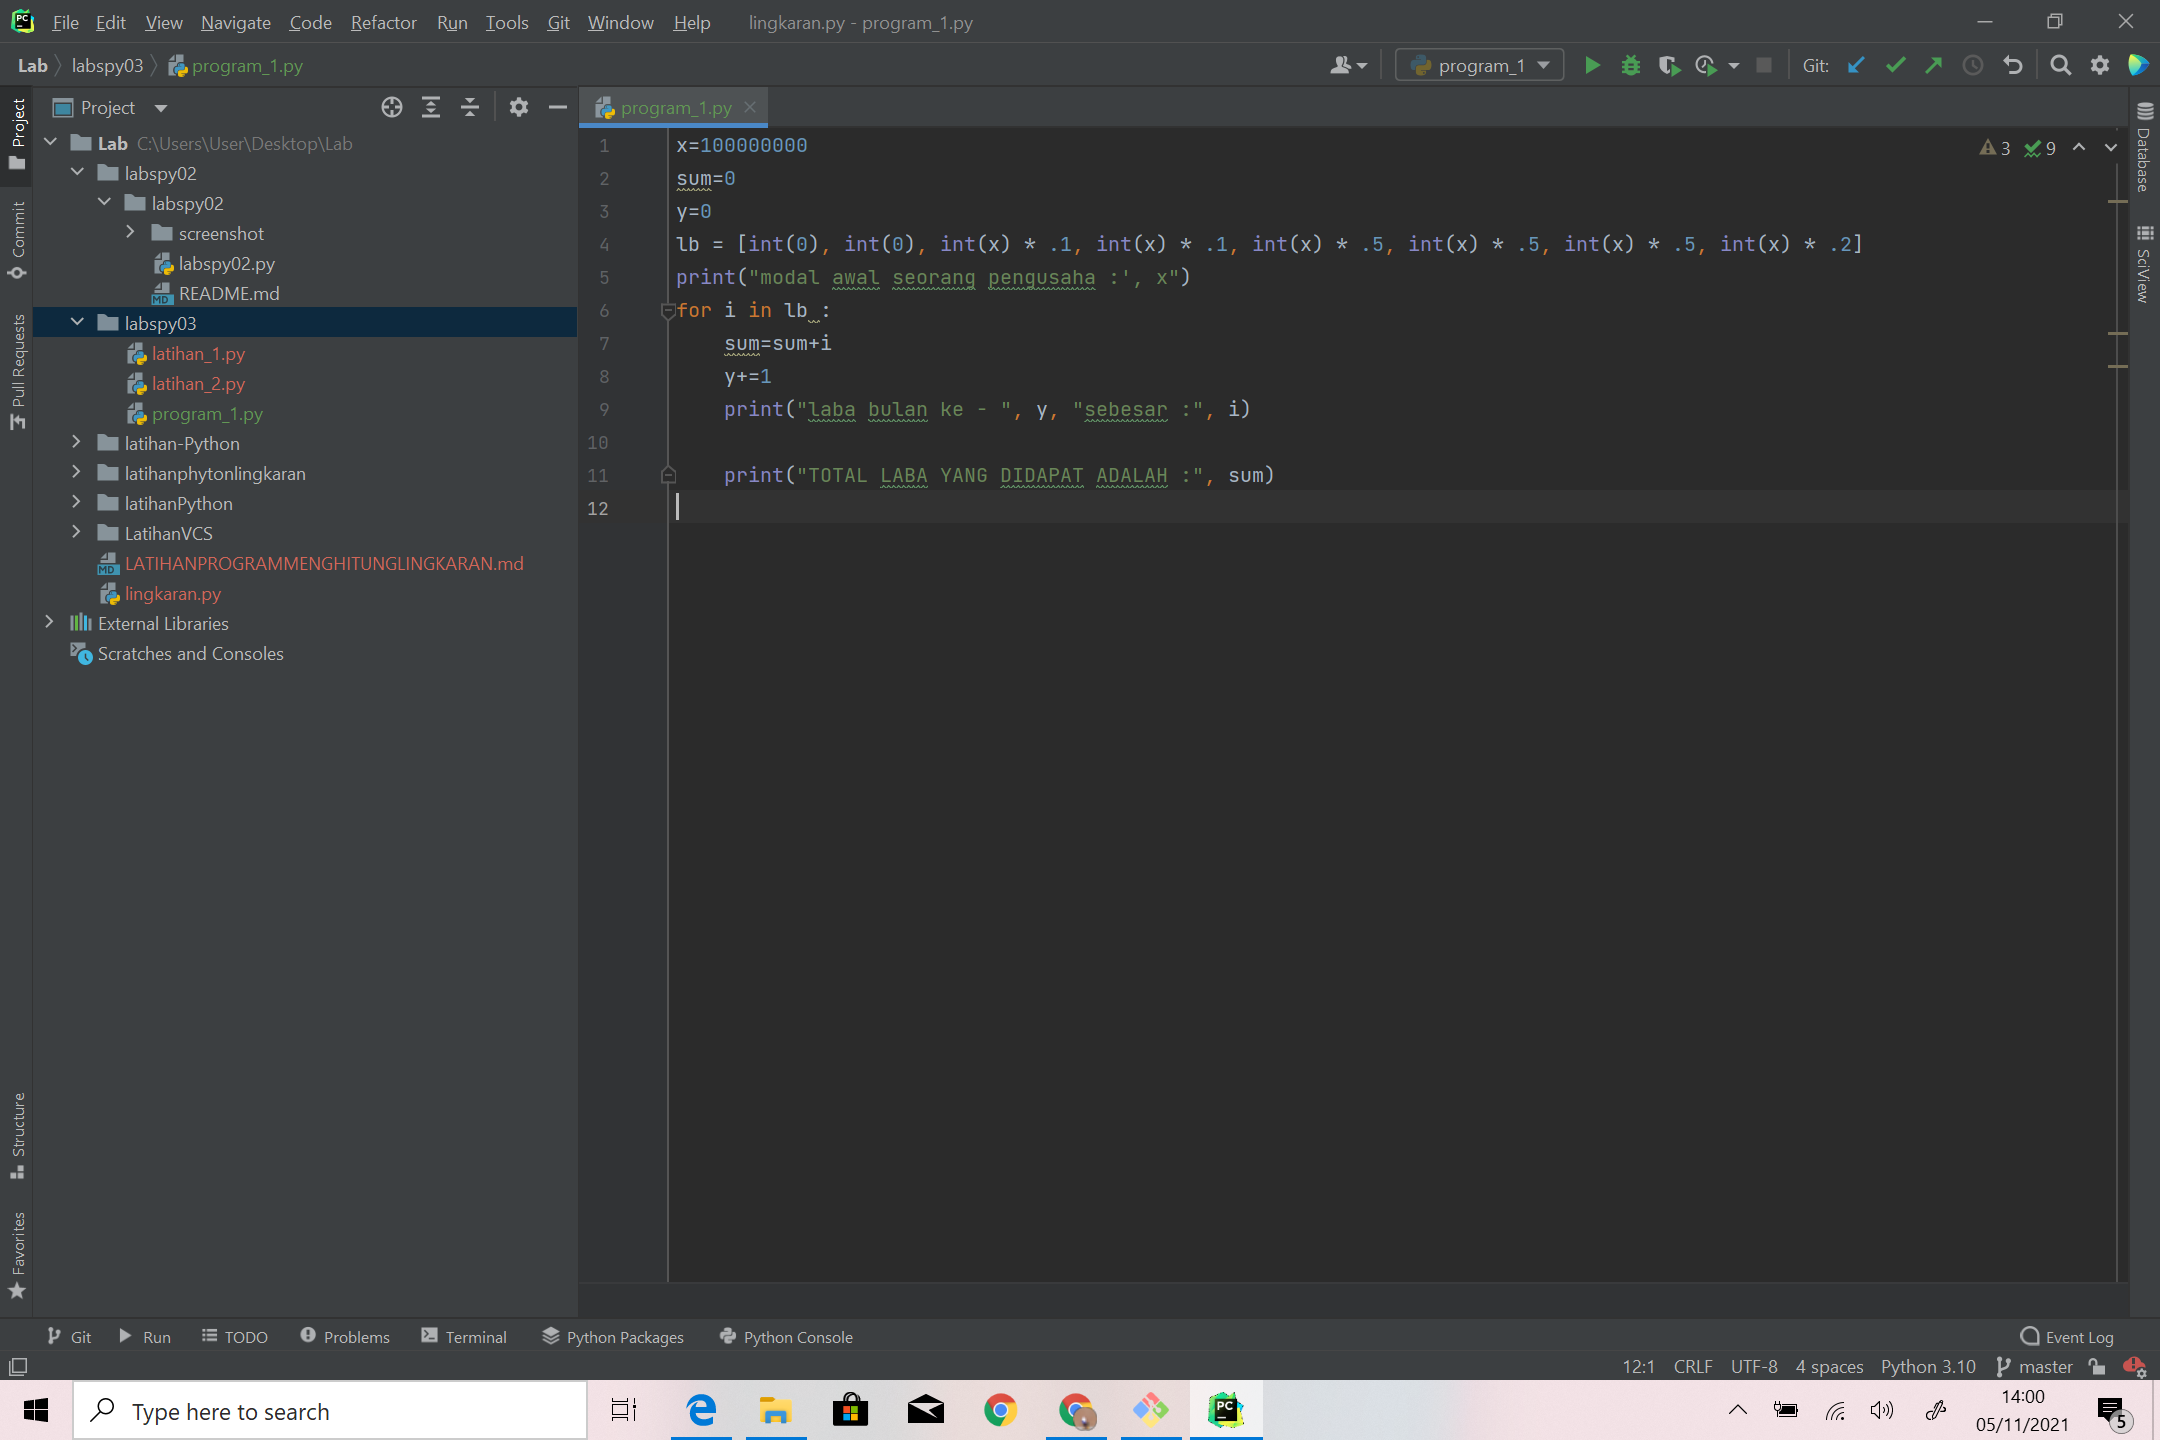 File Edit View Navigate Code Refactor Run Tools Git Window Help lingkaran.py - program_1.py
Lab labspy03 program_1.py program_1 Git:
Project program_1.py
Lab C:\Users\User\Desktop\Lab
labspy02
labspy02
screenshot
labspy02.py
README.md
labspy03
latihan_1.py
latihan_2.py
program_1.py
latihan-Python
latihanphytonlingkaran
latihanPython
LatihanVCS
LATIHANPROGRAMMENGHITUNGLINGKARAN.md
lingkaran.py
External Libraries
Scratches and Consoles
Project
Commit
Pull Requests
Structure
Favorites
1 x=100000000
2 sum=0
3 y=0
4 lb = [int(0), int(0), int(x) * .1, int(x) * .1, int(x) * .5, int(x) * .5, int(x) * .5, int(x) * .2]
5 print("modal awal seorang pengusaha :', x")
6 for i in lb :
7 sum=sum+i
8 y+=1
9 print("laba bulan ke - ", y, "sebesar :", i)
10
11 print("TOTAL LABA YANG DIDAPAT ADALAH :", sum)
12
3 9
Database
SciView
Git Run TODO Problems Terminal Python Packages Python Console Event Log
12:1 CRLF UTF-8 4 spaces Python 3.10 master
Type here to search
14:00
05/11/2021
5